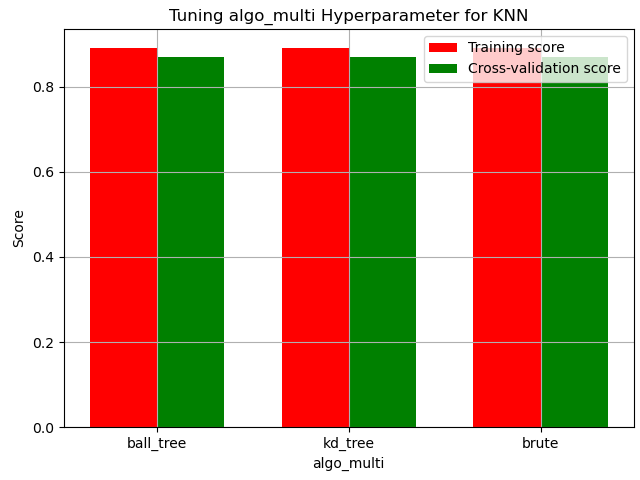 Tuning algo_multi Hyperparameter for KNN
Training score
Cross-validation score
Score
0.8
0.6
0.4
0.2
0.0
ball_tree
kd_tree
brute
algo_multi